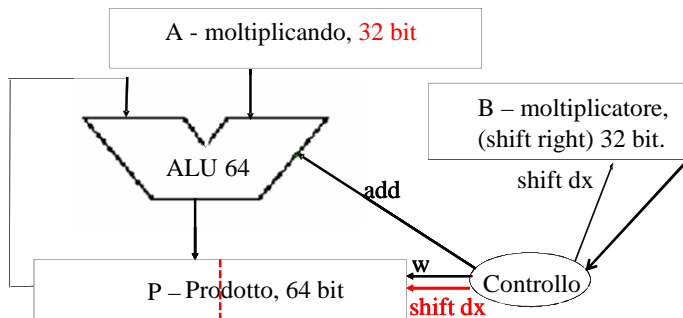 A - moltiplicando, 32 bit
B – moltiplicatore,
(shift right) 32 bit.
ALU 64
shift dx
add
w
Controllo
P – Prodotto, 64 bit
shift dx